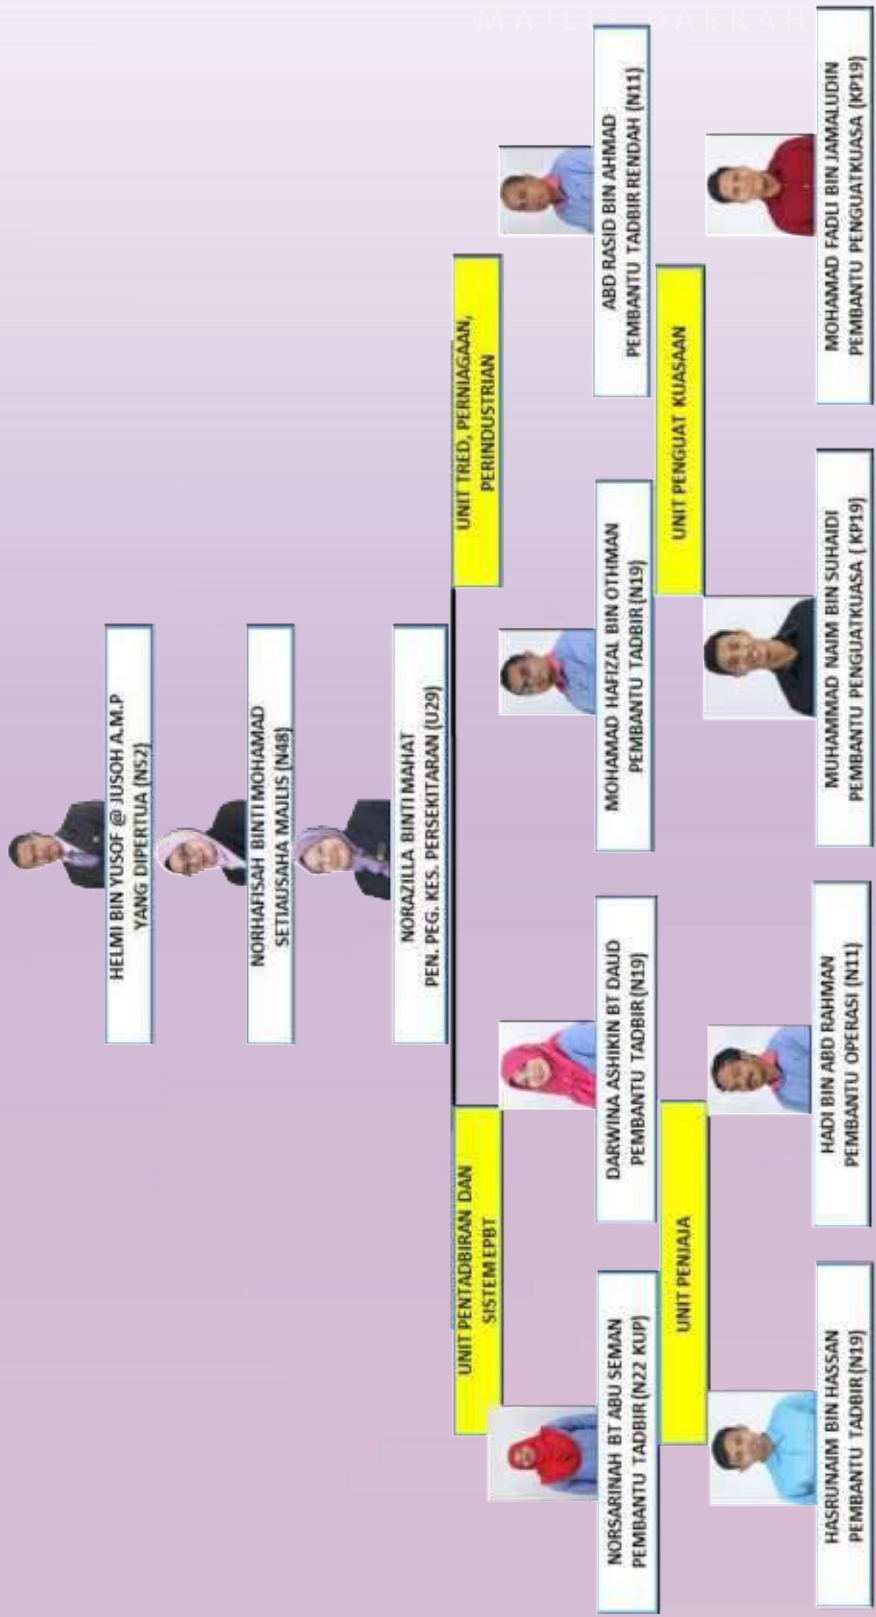 MAJLIS DAERAH
HELMI BIN YUSOF @ JUSOH A.M.P
YANG DIPERTUA (N52)
NORHAFISAH BINTI MOHAMAD
SETIAUSAHA MAJLIS (N48)
NORAZILLA BINTI MAHAT
PEN. PEG. KES. PERSEKITARAN (U29)
UNIT PENTADBIRAN DAN
SISTEM EPBT
UNIT TRED, PERNIAGAAN,
PERINDUSTRIAN
NORSARINAH BT ABU SEMAN
PEMBANTU TADBIR (N22 KUP)
DARWINA ASHIKIN BT DAUD
PEMBANTU TADBIR (N19)
MOHAMAD HAFIZAL BIN OTHMAN
PEMBANTU TADBIR (N19)
ABD RASID BIN AHMAD
PEMBANTU TADBIR RENDAH (N11)
UNIT PENJAJA
UNIT PENGUAT KUASAAN
HASRUNAIM BIN HASSAN
PEMBANTU TADBIR (N19)
HADI BIN ABD RAHMAN
PEMBANTU OPERASI (N11)
MUHAMMAD NAIM BIN SUHAIDI
PEMBANTU PENGUATKUASA ( KP19)
MOHAMAD FADLI BIN JAMALUDIN
PEMBANTU PENGUATKUASA (KP19)